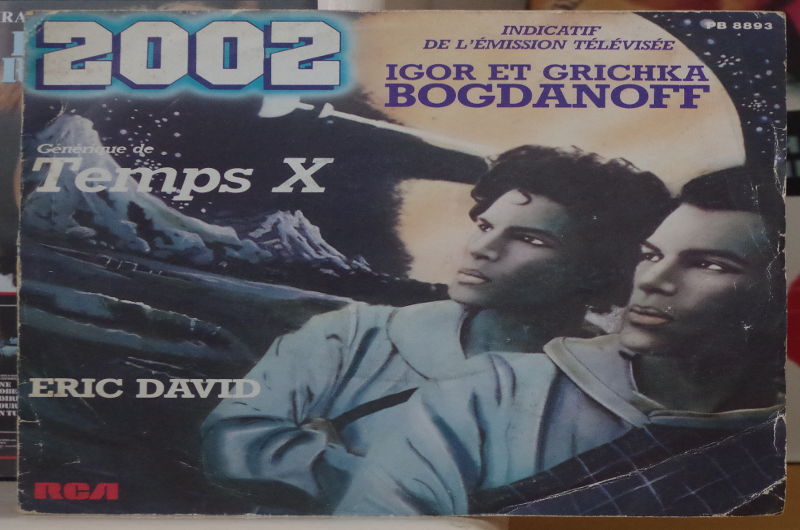 2002
INDICATIF
DE L'ÉMISSION TÉLÉVISÉE
PB 8893
IGOR ET GRICHKA
BOGDANOFF
Générique de
Temps X
ERIC DAVID
RCA